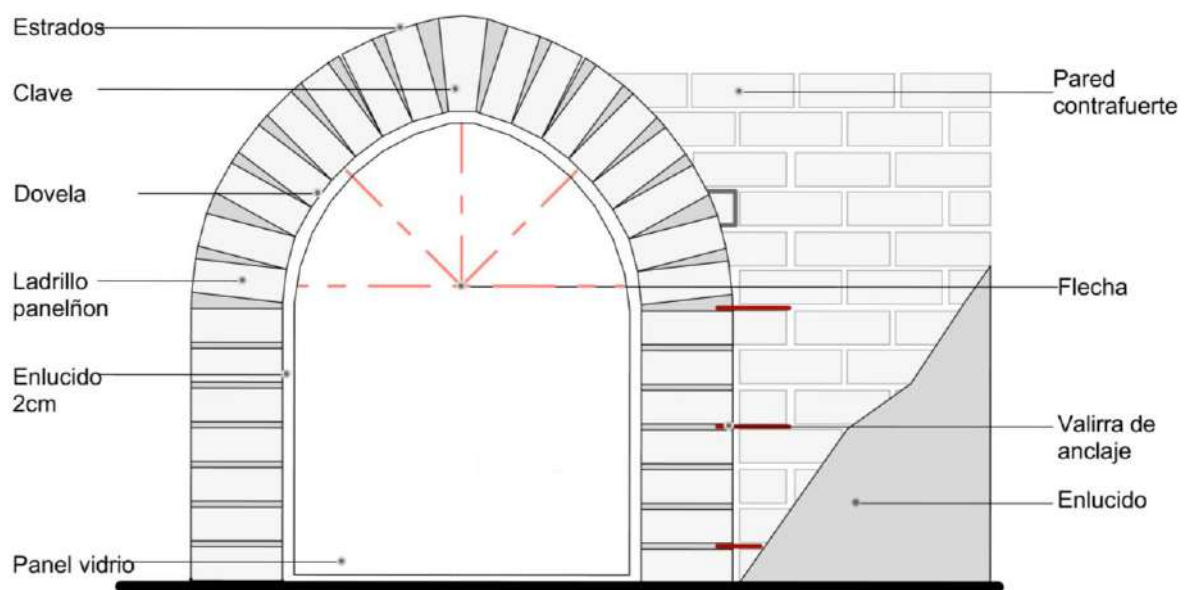 Estrados
Clave
Dovela
Ladrillo
panelñon
Enlucido
2cm
Panel vidrio
Pared
contrafuerte
Flecha
Valirra de
anclaje
Enlucido